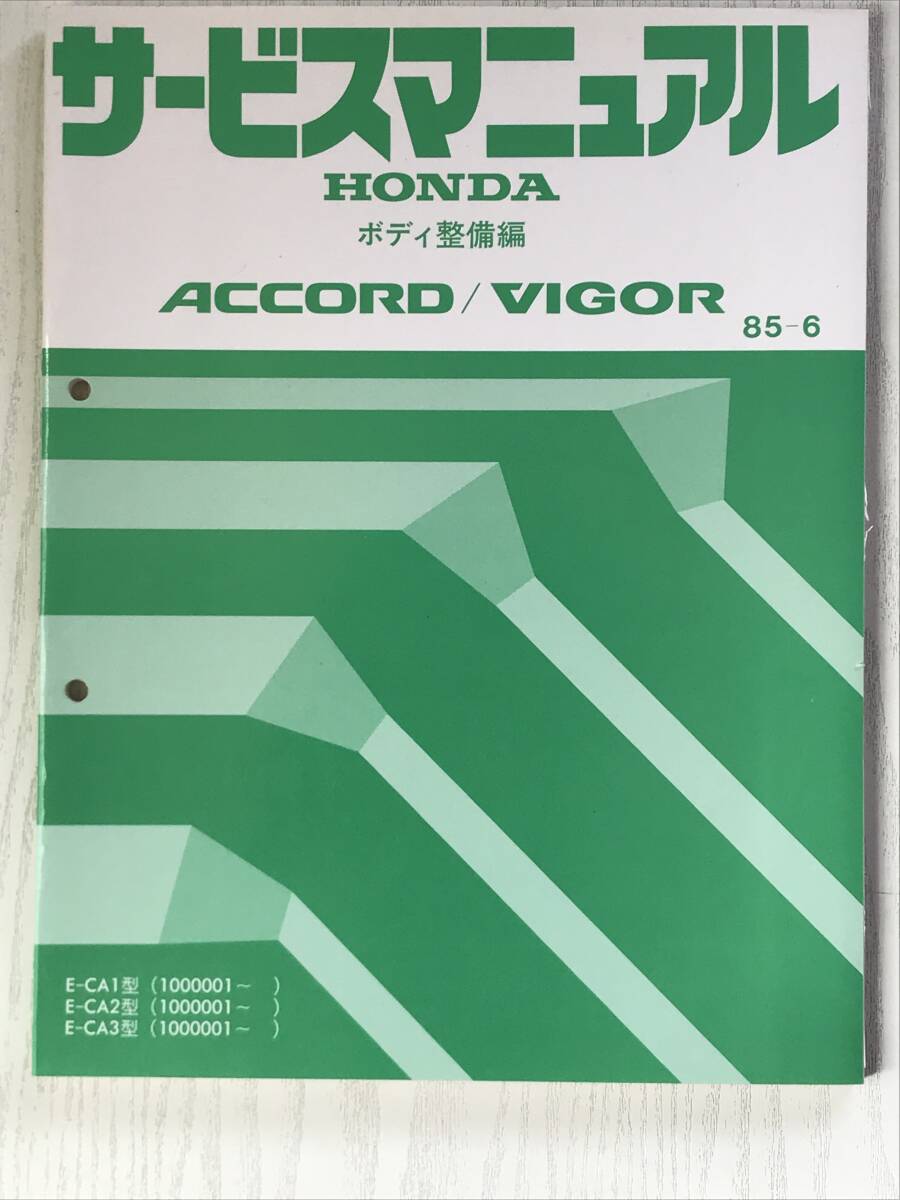 サービスマニュアル
HONDA
ボディ整備編
ACCORD / VIGOR
85-6
E-CA1型 (1000001~ )
E-CA2型 (1000001~ )
E-CA3型 (1000001~ )